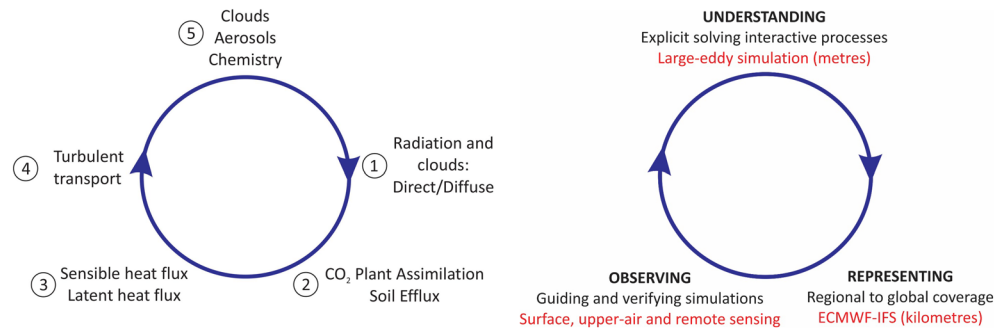 ⑤
Clouds
Aerosols
Chemistry
①
Radiation and
clouds:
Direct/Diffuse
②
CO₂ Plant Assimilation
Soil Efflux
③
Sensible heat flux
Latent heat flux
④
Turbulent
transport
UNDERSTANDING
Explicit solving interactive processes
Large-eddy simulation (metres)
REPRESENTING
Regional to global coverage
ECMWF-IFS (kilometres)
OBSERVING
Guiding and verifying simulations
Surface, upper-air and remote sensing